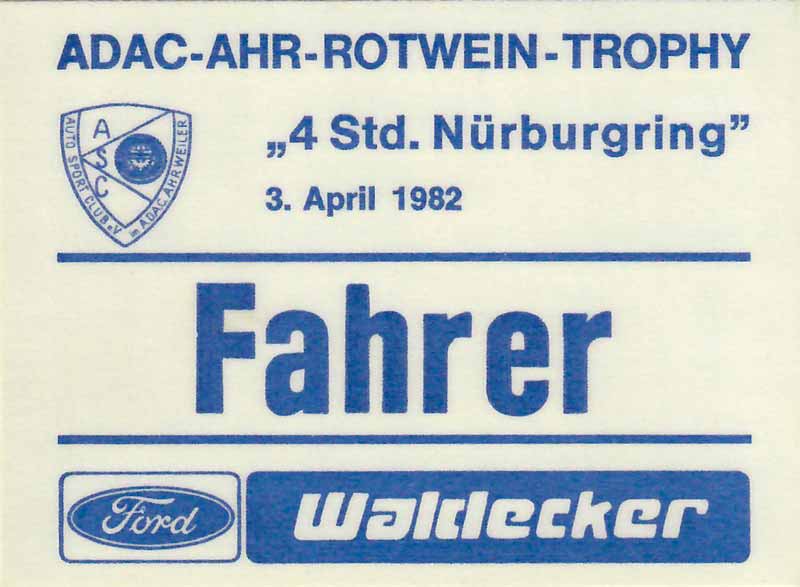 ADAC-AHR-ROTWEIN-TROPHY
„4 Std. Nürburgring”
3. April 1982
ASC
AUTO SPORT CLUB e.V. im ADAC. AHRWEILER
Fahrer
Ford
Waldecker